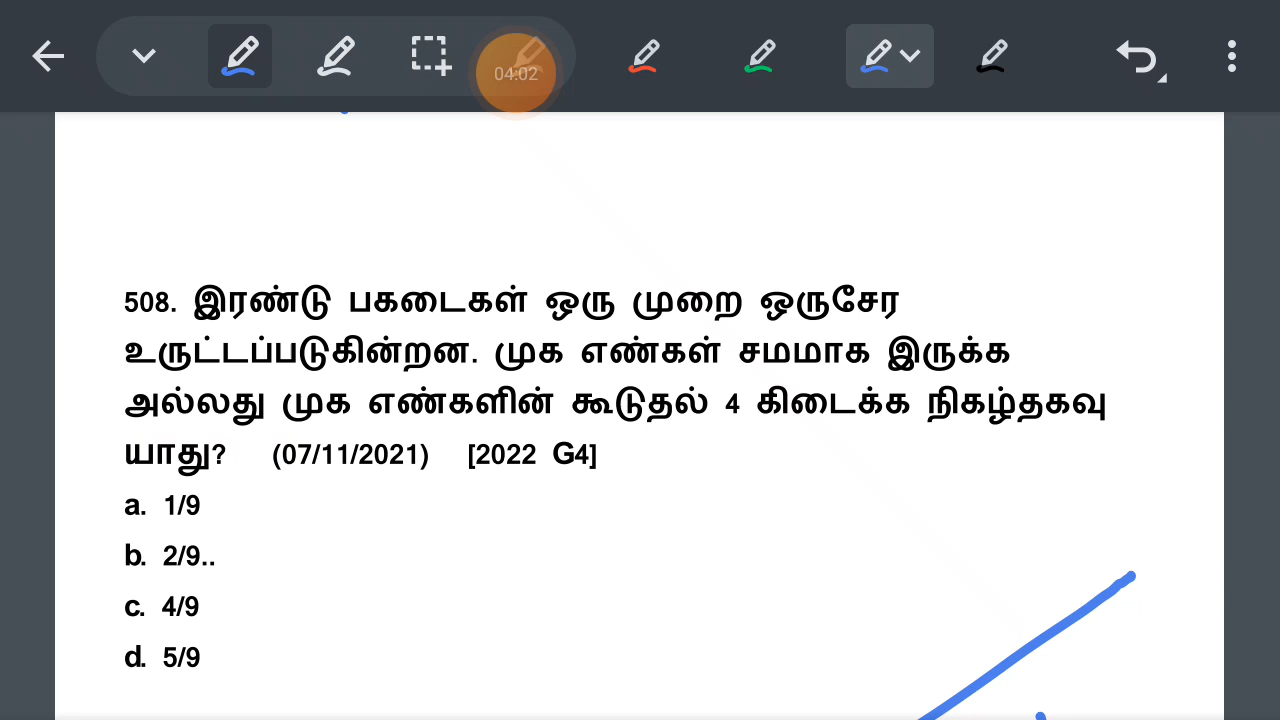 04:02
508. இரண்டு பகடைகள் ஒரு முறை ஒருசேர
உருட்டப்படுகின்றன. முக எண்கள் சமமாக இருக்க
அல்லது முக எண்களின் கூடுதல் 4 கிடைக்க நிகழ்தகவு
யாது? (07/11/2021) [2022 G4]
a. 1/9
b. 2/9..
c. 4/9
d. 5/9